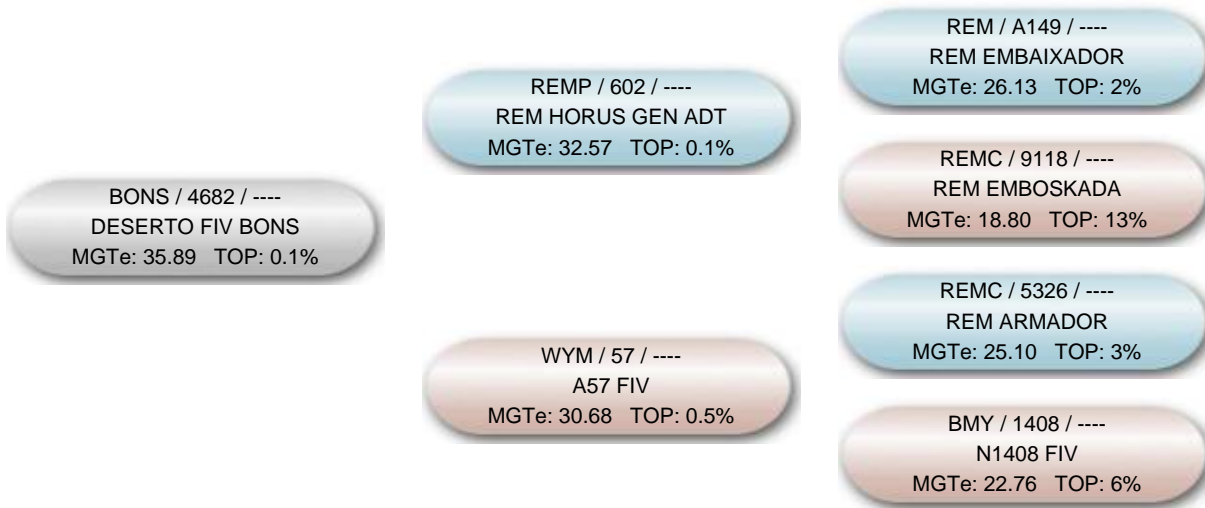 BONS / 4682 / ----
DESERTO FIV BONS
MGTe: 35.89 TOP: 0.1%
REMP / 602 / ----
REM HORUS GEN ADT
MGTe: 32.57 TOP: 0.1%
WYM / 57 / ----
A57 FIV
MGTe: 30.68 TOP: 0.5%
REM / A149 / ----
REM EMBAIXADOR
MGTe: 26.13 TOP: 2%
REMC / 9118 / ----
REM EMBOSKADA
MGTe: 18.80 TOP: 13%
REMC / 5326 / ----
REM ARMADOR
MGTe: 25.10 TOP: 3%
BMY / 1408 / ----
N1408 FIV
MGTe: 22.76 TOP: 6%